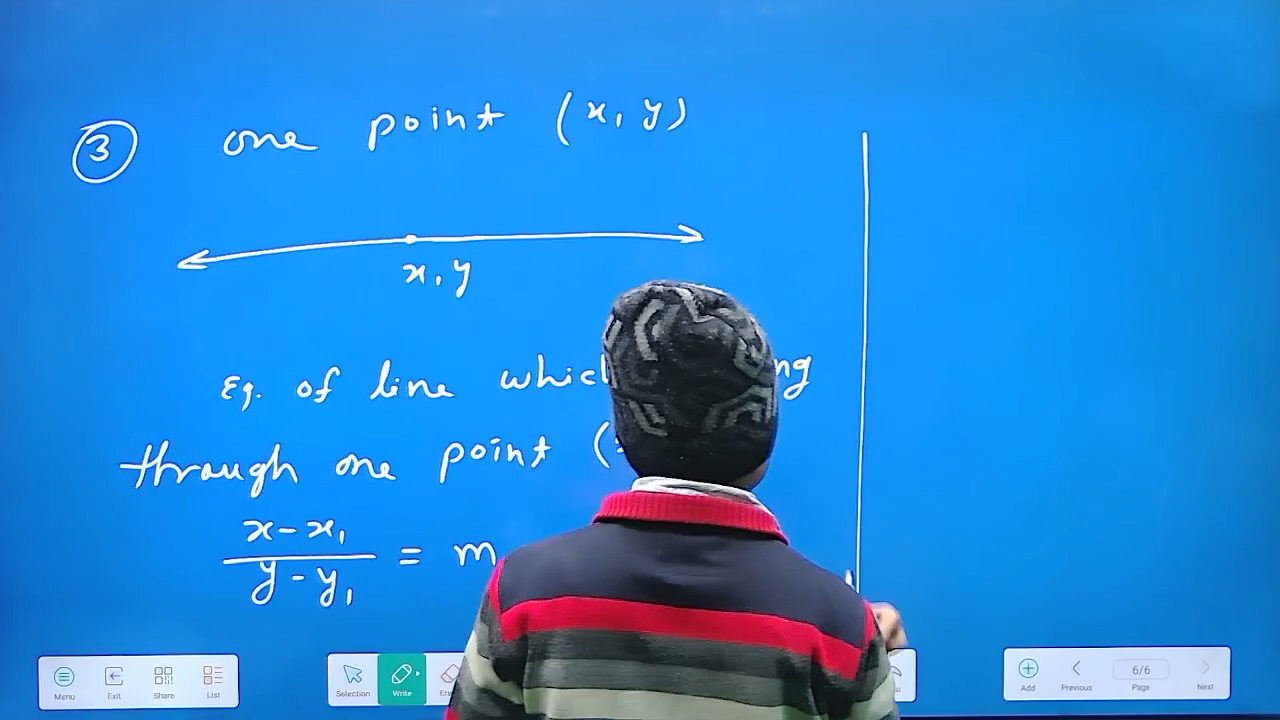 ③ one point (x, y)
x, y
Eq. of line
through one point (
x - x₁ / y - y₁ = m
Menu Exit Share List Selection Write Add Previous 6/6 Page Next